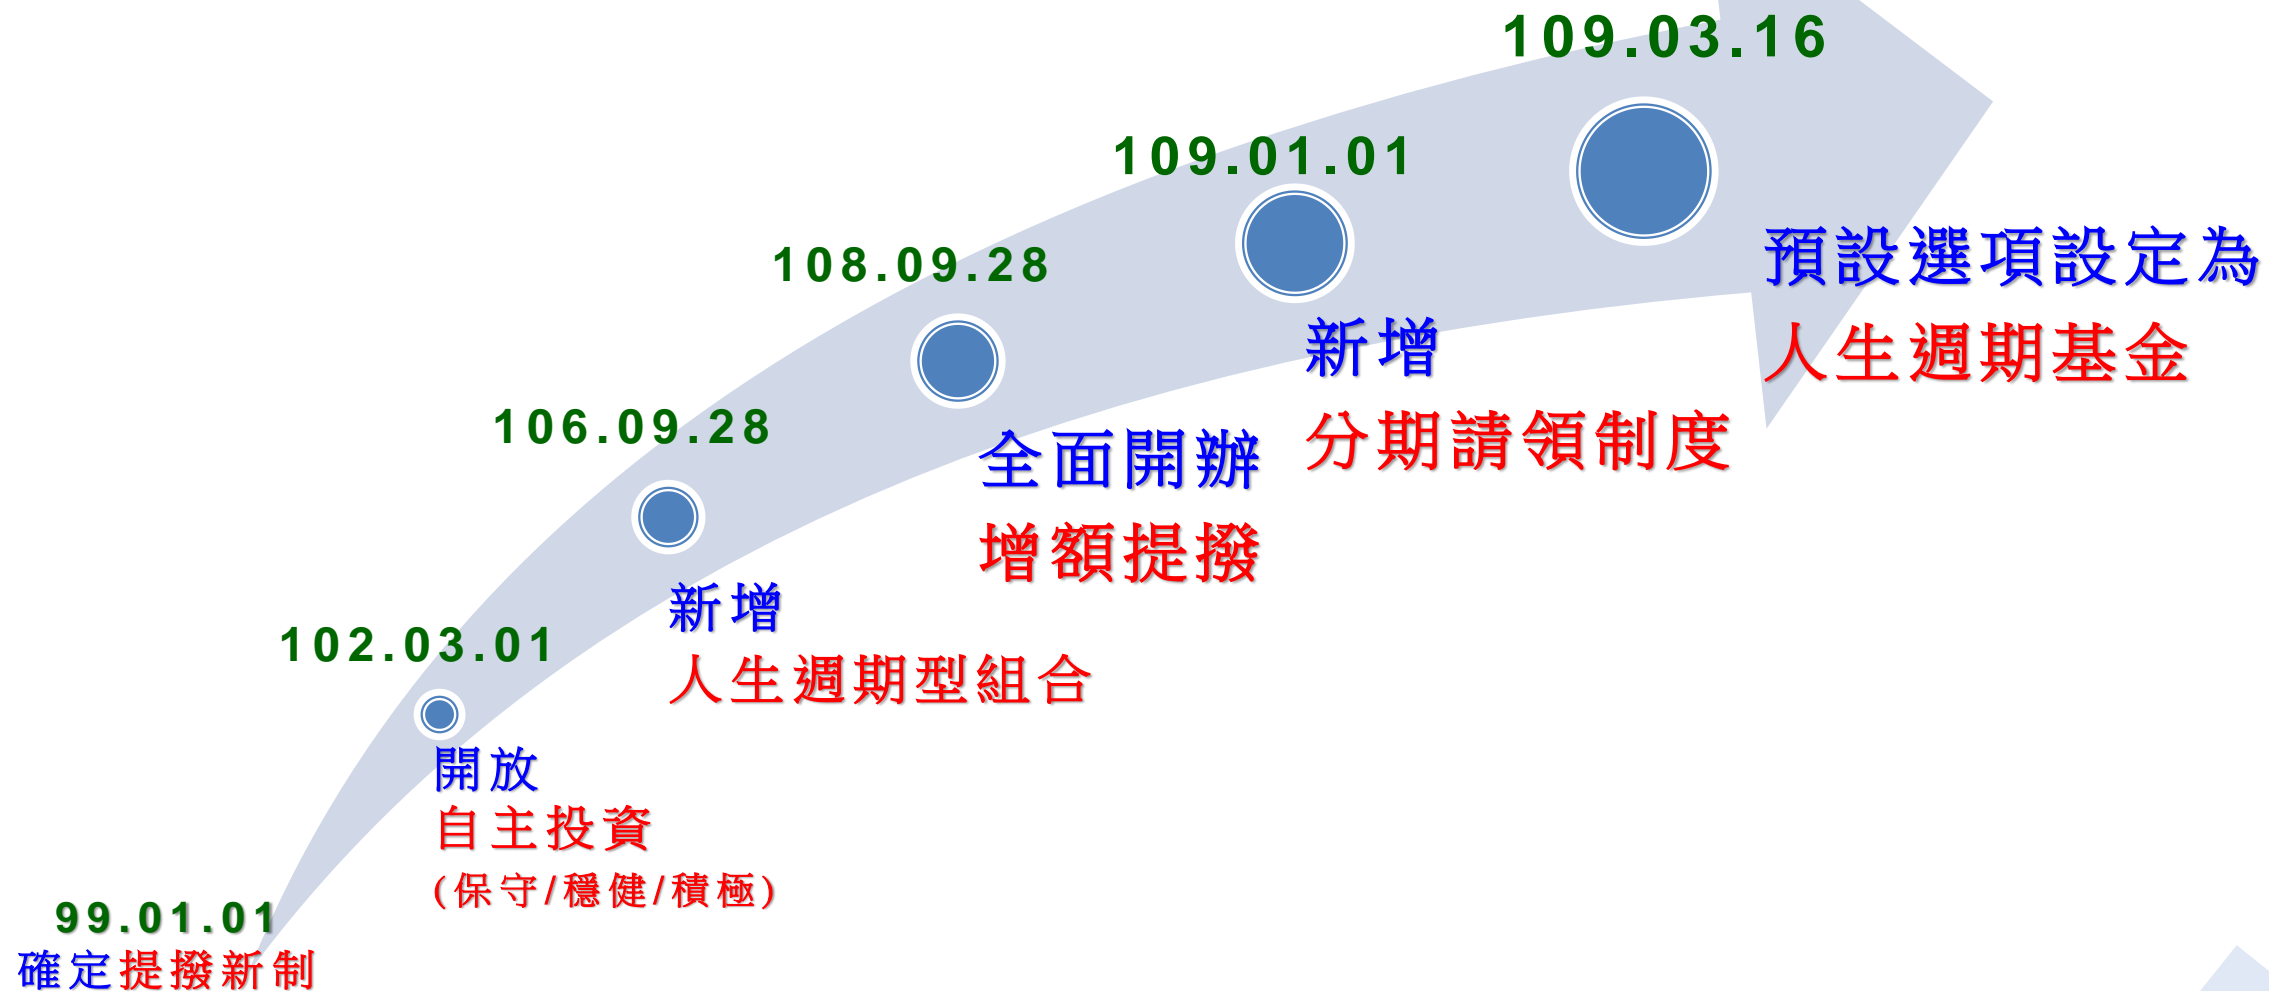 99.01.01
確定提撥新制
102.03.01
開放
自主投資
(保守/穩健/積極)
106.09.28
新增
人生週期型組合
108.09.28
全面開辦
增額提撥
109.01.01
新增
分期請領制度
109.03.16
預設選項設定為
人生週期基金